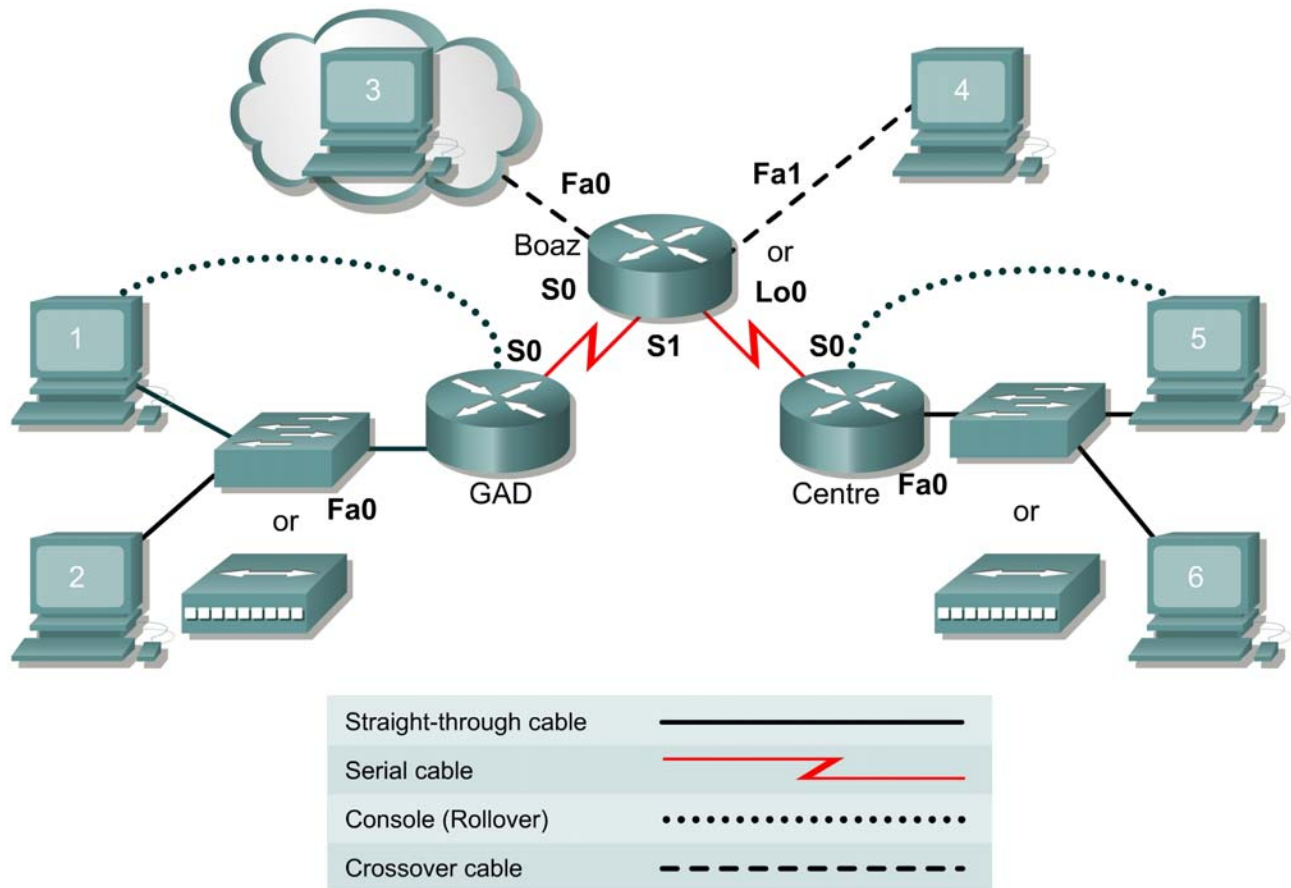 3
4
Fa0
Fa1
Boaz
or
S0
Lo0
1
S0
S1
S0
5
GAD
Centre
Fa0
Fa0
or
or
2
6
Straight-through cable
Serial cable
Console (Rollover)
Crossover cable